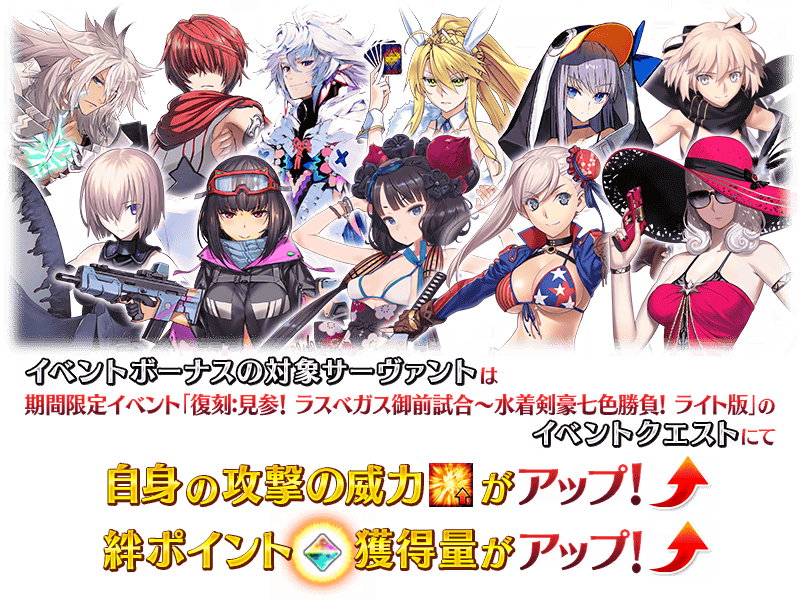 イベントボーナスの対象サーヴァントは
期間限定イベント「復刻:見参! ラスベガス御前試合～水着剣豪七色勝負! ライト版」の
イベントクエストにて
自身の攻撃の威力がアップ!
絆ポイント獲得量がアップ!